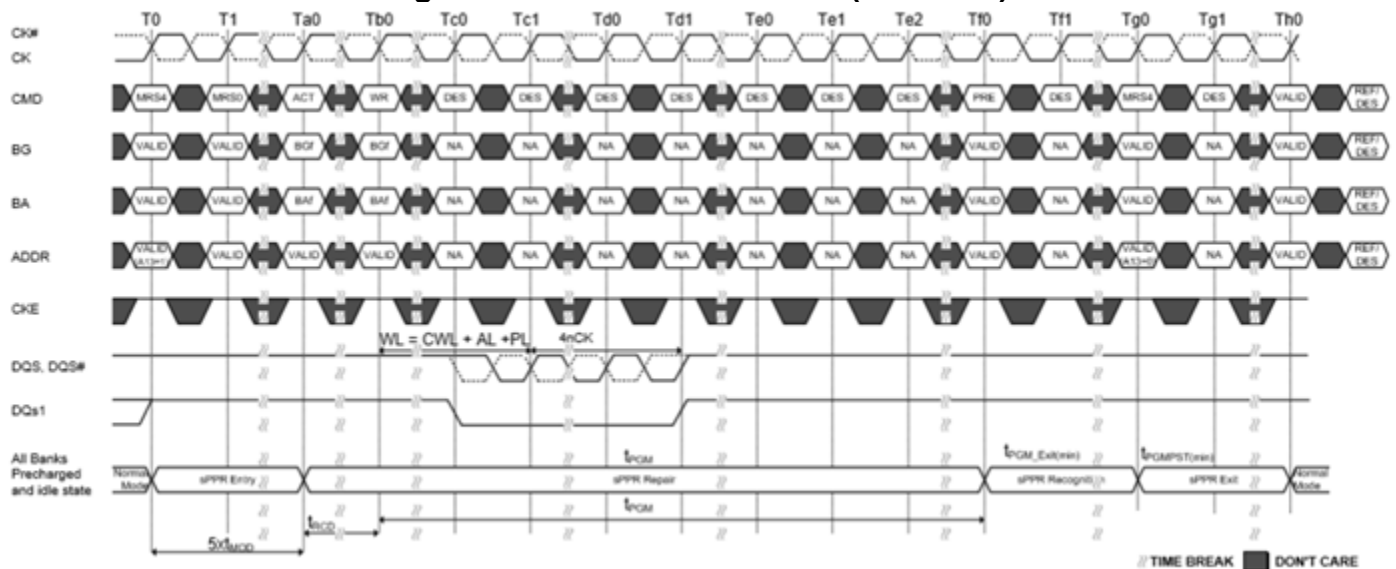 T0 T1 Ta0 Tb0 Tc0 Tc1 Td0 Td1 Te0 Te1 Te2 Tf0 Tf1 Tg0 Tg1 Th0
CK#
CK
CMD MRS4 MRS0 ACT WR DES DES DES DES DES DES DES PRE DES MRS4 DES VALID REF/
DES
BG VALID VALID BGf BGf NA NA NA NA NA NA NA VALID NA VALID NA VALID REF/
DES
BA VALID VALID BAf BAf NA NA NA NA NA NA NA VALID NA VALID NA VALID REF/
DES
ADDR VALID
(A13=1) VALID VALID VALID NA NA NA NA NA NA NA VALID NA VALID
(A13=0) NA VALID REF/
DES
CKE
WL = CWL + AL +PL 4nCK
DQS, DQS#
DQs1
All Banks
Precharged
and idle state
Normal
Mode sPPR Entry tPGM
sPPR Repair tPGM_Exit(min)
sPPR Recognition tPGMPST(min)
sPPR Exit Normal
Mode
tRCD tPGM
5xtMOD
TIME BREAK DON'T CARE